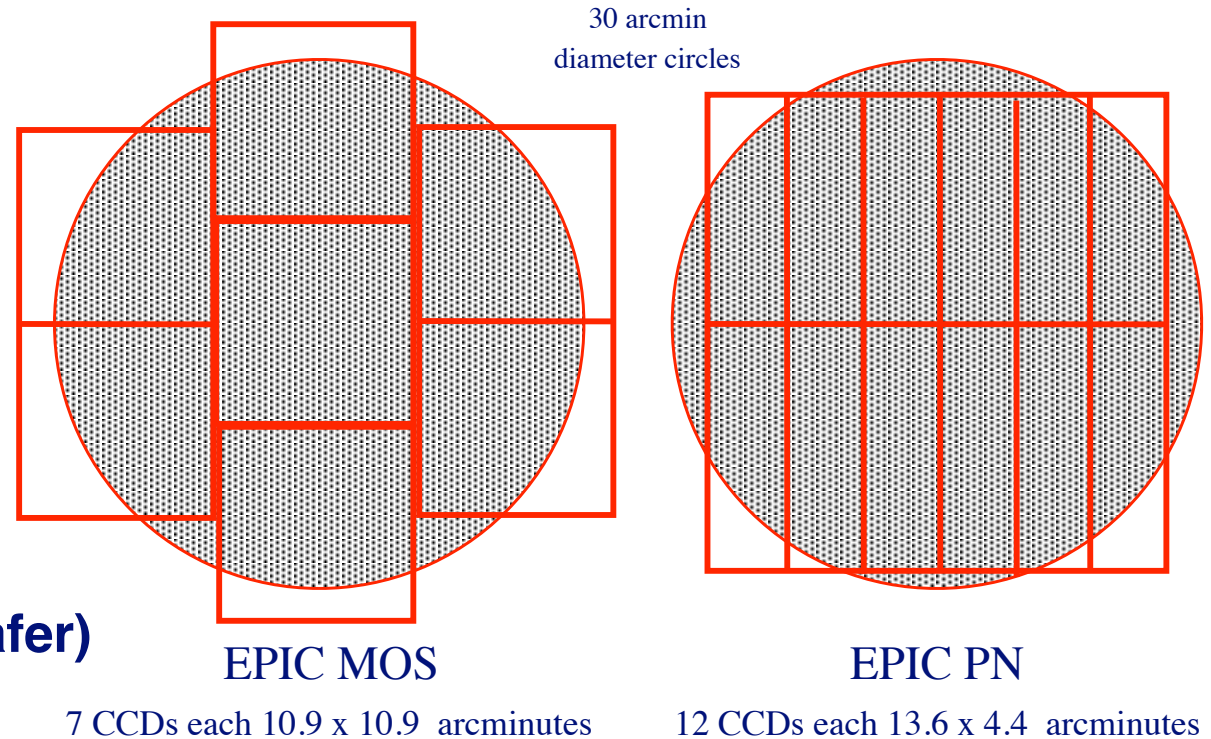 30 arcmin
diameter circles
afer)
EPIC MOS
EPIC PN
7 CCDs each 10.9 x 10.9 arcminutes
12 CCDs each 13.6 x 4.4 arcminutes